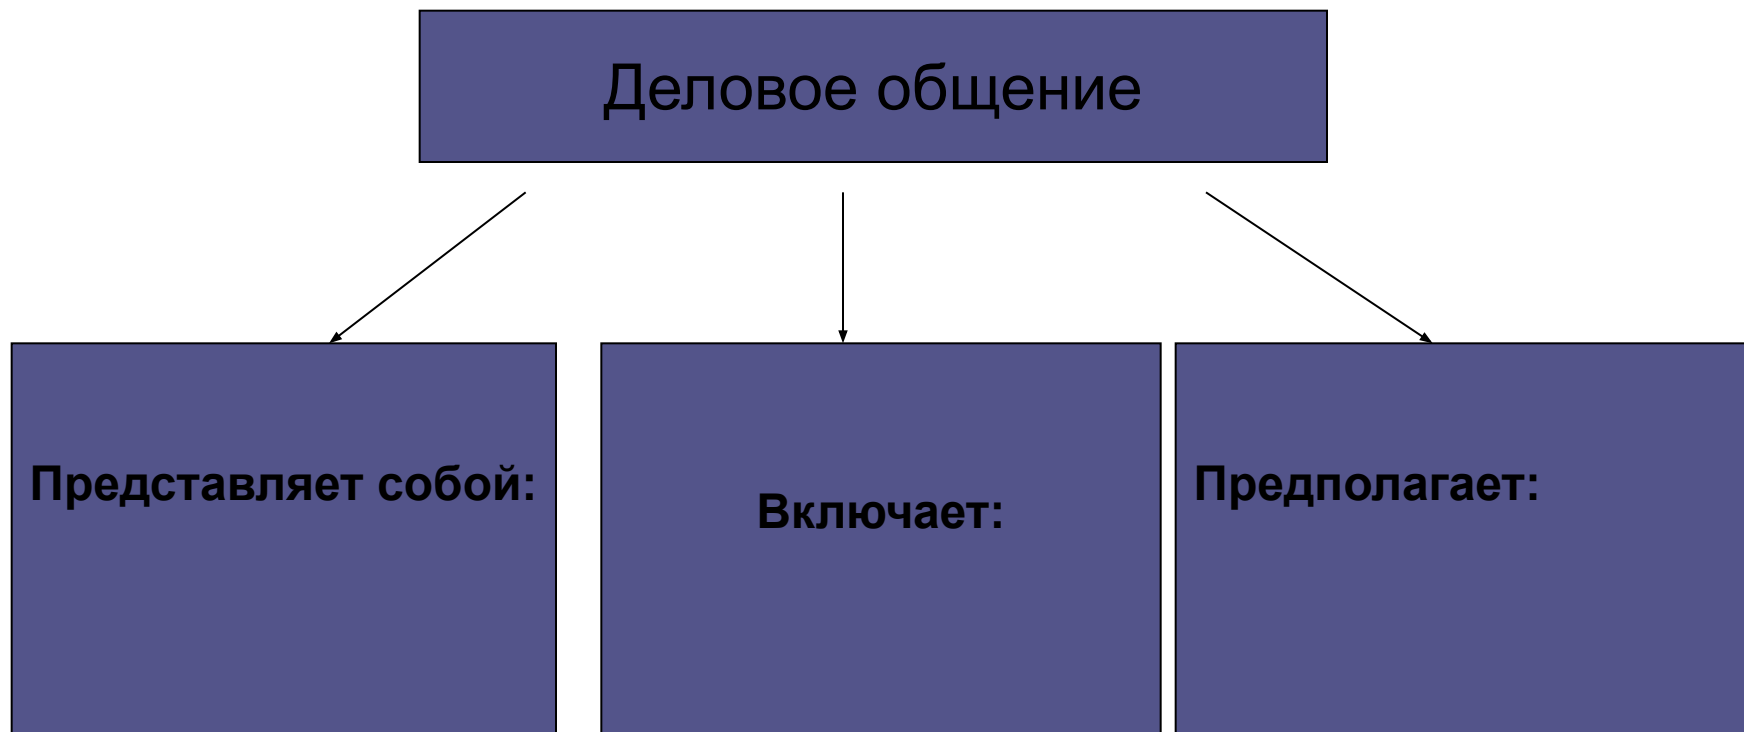 Деловое общение
Представляет собой:
Включает:
Предполагает: